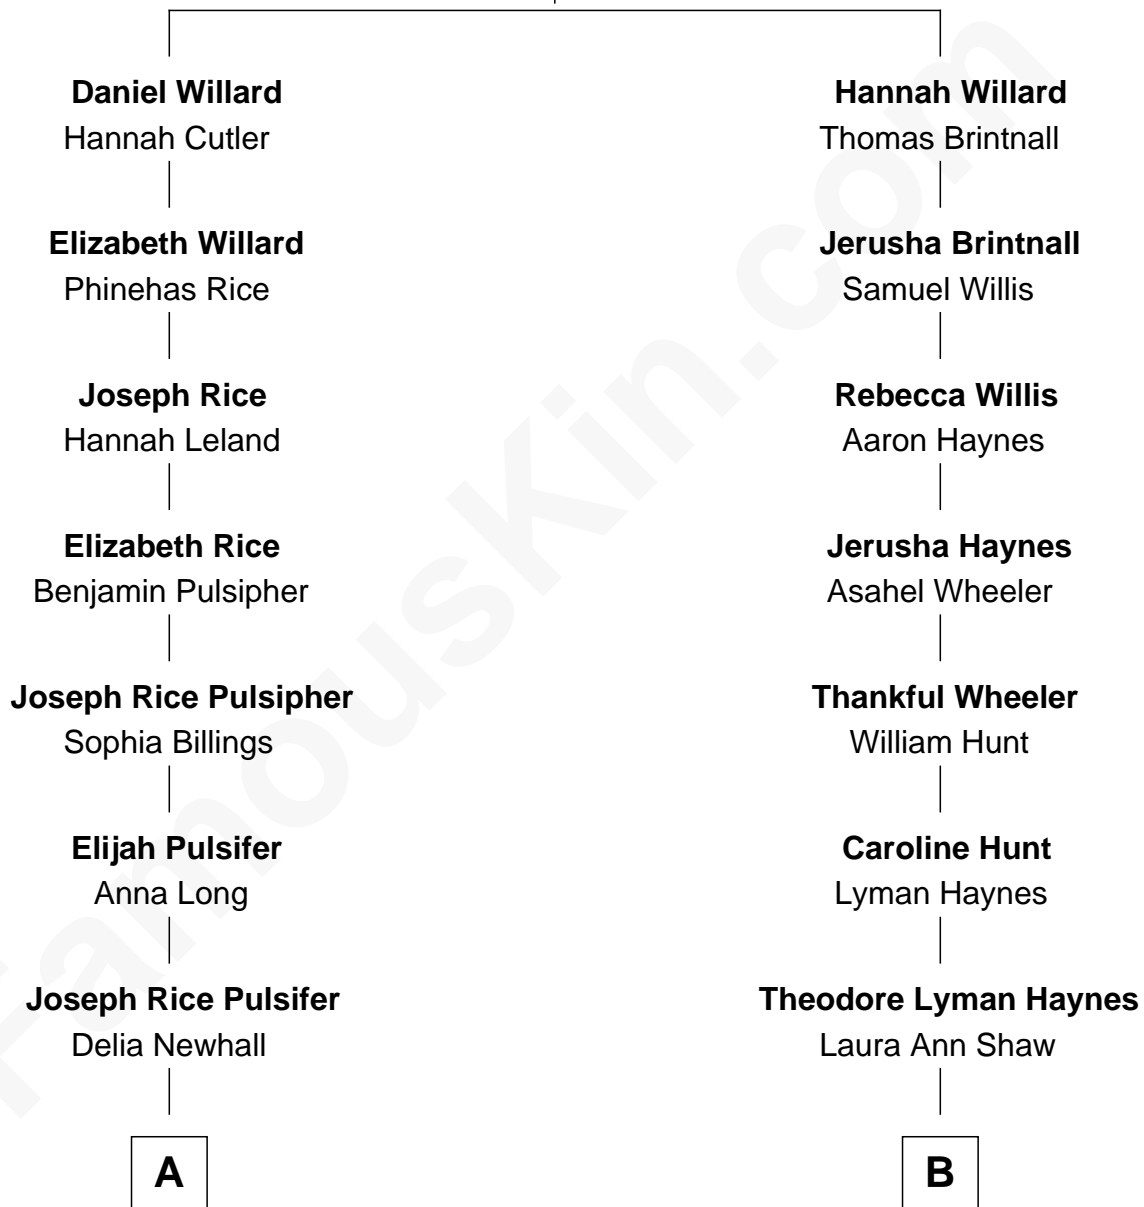 Daniel Willard
Hannah Cutler
Elizabeth Willard
Phinehas Rice
Joseph Rice
Hannah Leland
Elizabeth Rice
Benjamin Pulsipher
Joseph Rice Pulsipher
Sophia Billings
Elijah Pulsifer
Anna Long
Joseph Rice Pulsifer
Delia Newhall
A
Hannah Willard
Thomas Brintnall
Jerusha Brintnall
Samuel Willis
Rebecca Willis
Aaron Haynes
Jerusha Haynes
Asahel Wheeler
Thankful Wheeler
William Hunt
Caroline Hunt
Lyman Haynes
Theodore Lyman Haynes
Laura Ann Shaw
B
FamousKin.com